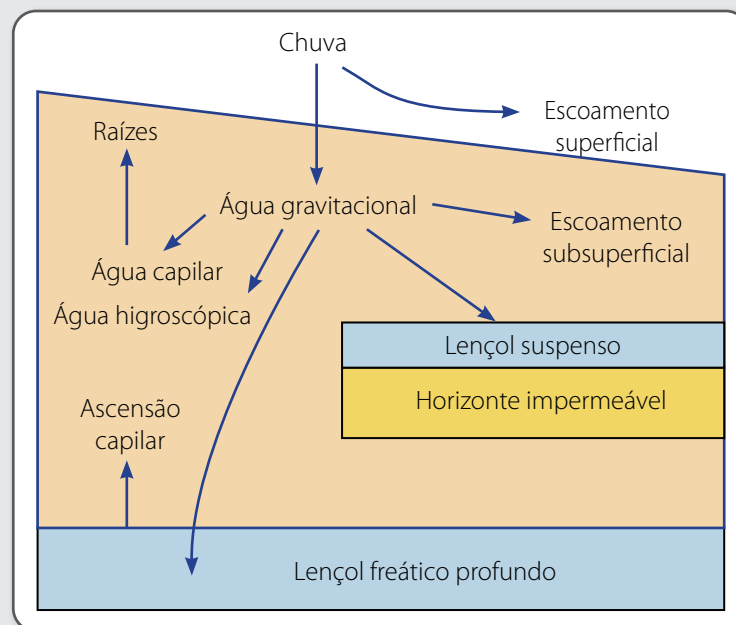 Chuva
Escoamento
superficial
Raízes
Água gravitacional
Escoamento
subsuperficial
Água capilar
Água higroscópica
Lençol suspenso
Horizonte impermeável
Ascensão
capilar
Lençol freático profundo